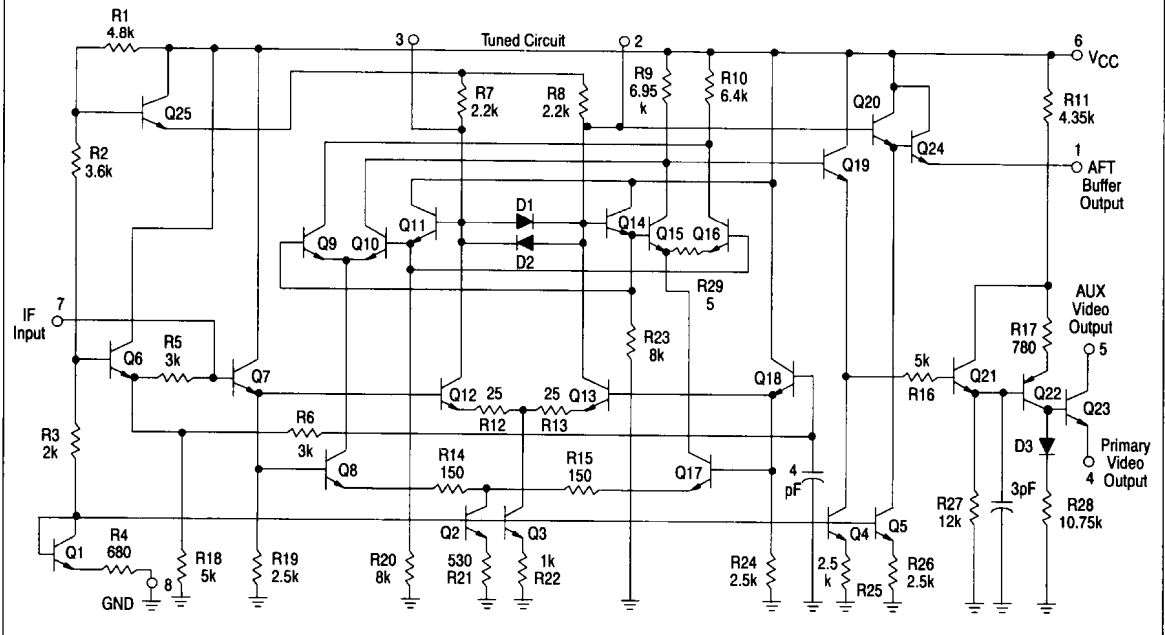 R1
4.8k
3
Tuned Circuit
2
6
VCC
Q25
R7
2.2k
R8
2.2k
R9
6.95
k
R10
6.4k
Q20
R11
4.35k
R2
3.6k
Q19
Q24
1
AFT
Buffer
Output
D1
Q11
Q9
Q10
D2
Q14
Q15
Q16
R29
5
7
IF
Input
Q6
R5
3k
Q7
R23
8k
Q18
5k
R16
Q21
R17
780
AUX
Video
Output
5
Q22
Q23
Q12
25
R12
25
R13
Q13
R3
2k
R6
3k
Q8
R14
150
R15
150
Q17
4
pF
D3
Primary
Video
Output
4
Q1
R4
680
8
GND
R18
5k
R19
2.5k
R20
8k
Q2
530
R21
Q3
1k
R22
R24
2.5k
Q4
2.5
k
R25
Q5
R26
2.5k
R27
12k
3pF
R28
10.75k